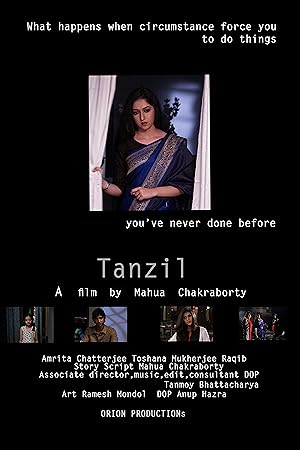 What happens when circumstance force you
to do things
you've never done before
Tanzil
A film by Mahua Chakraborty
Amrita Chatterjee Toshana Mukherjee Raqib
Story Script Mahua Chakraborty
Associate director,music,edit,consultant DOP
Tanmoy Bhattacharya
Art Ramesh Mondol DOP Anup Hazra
ORION PRODUCTIONs